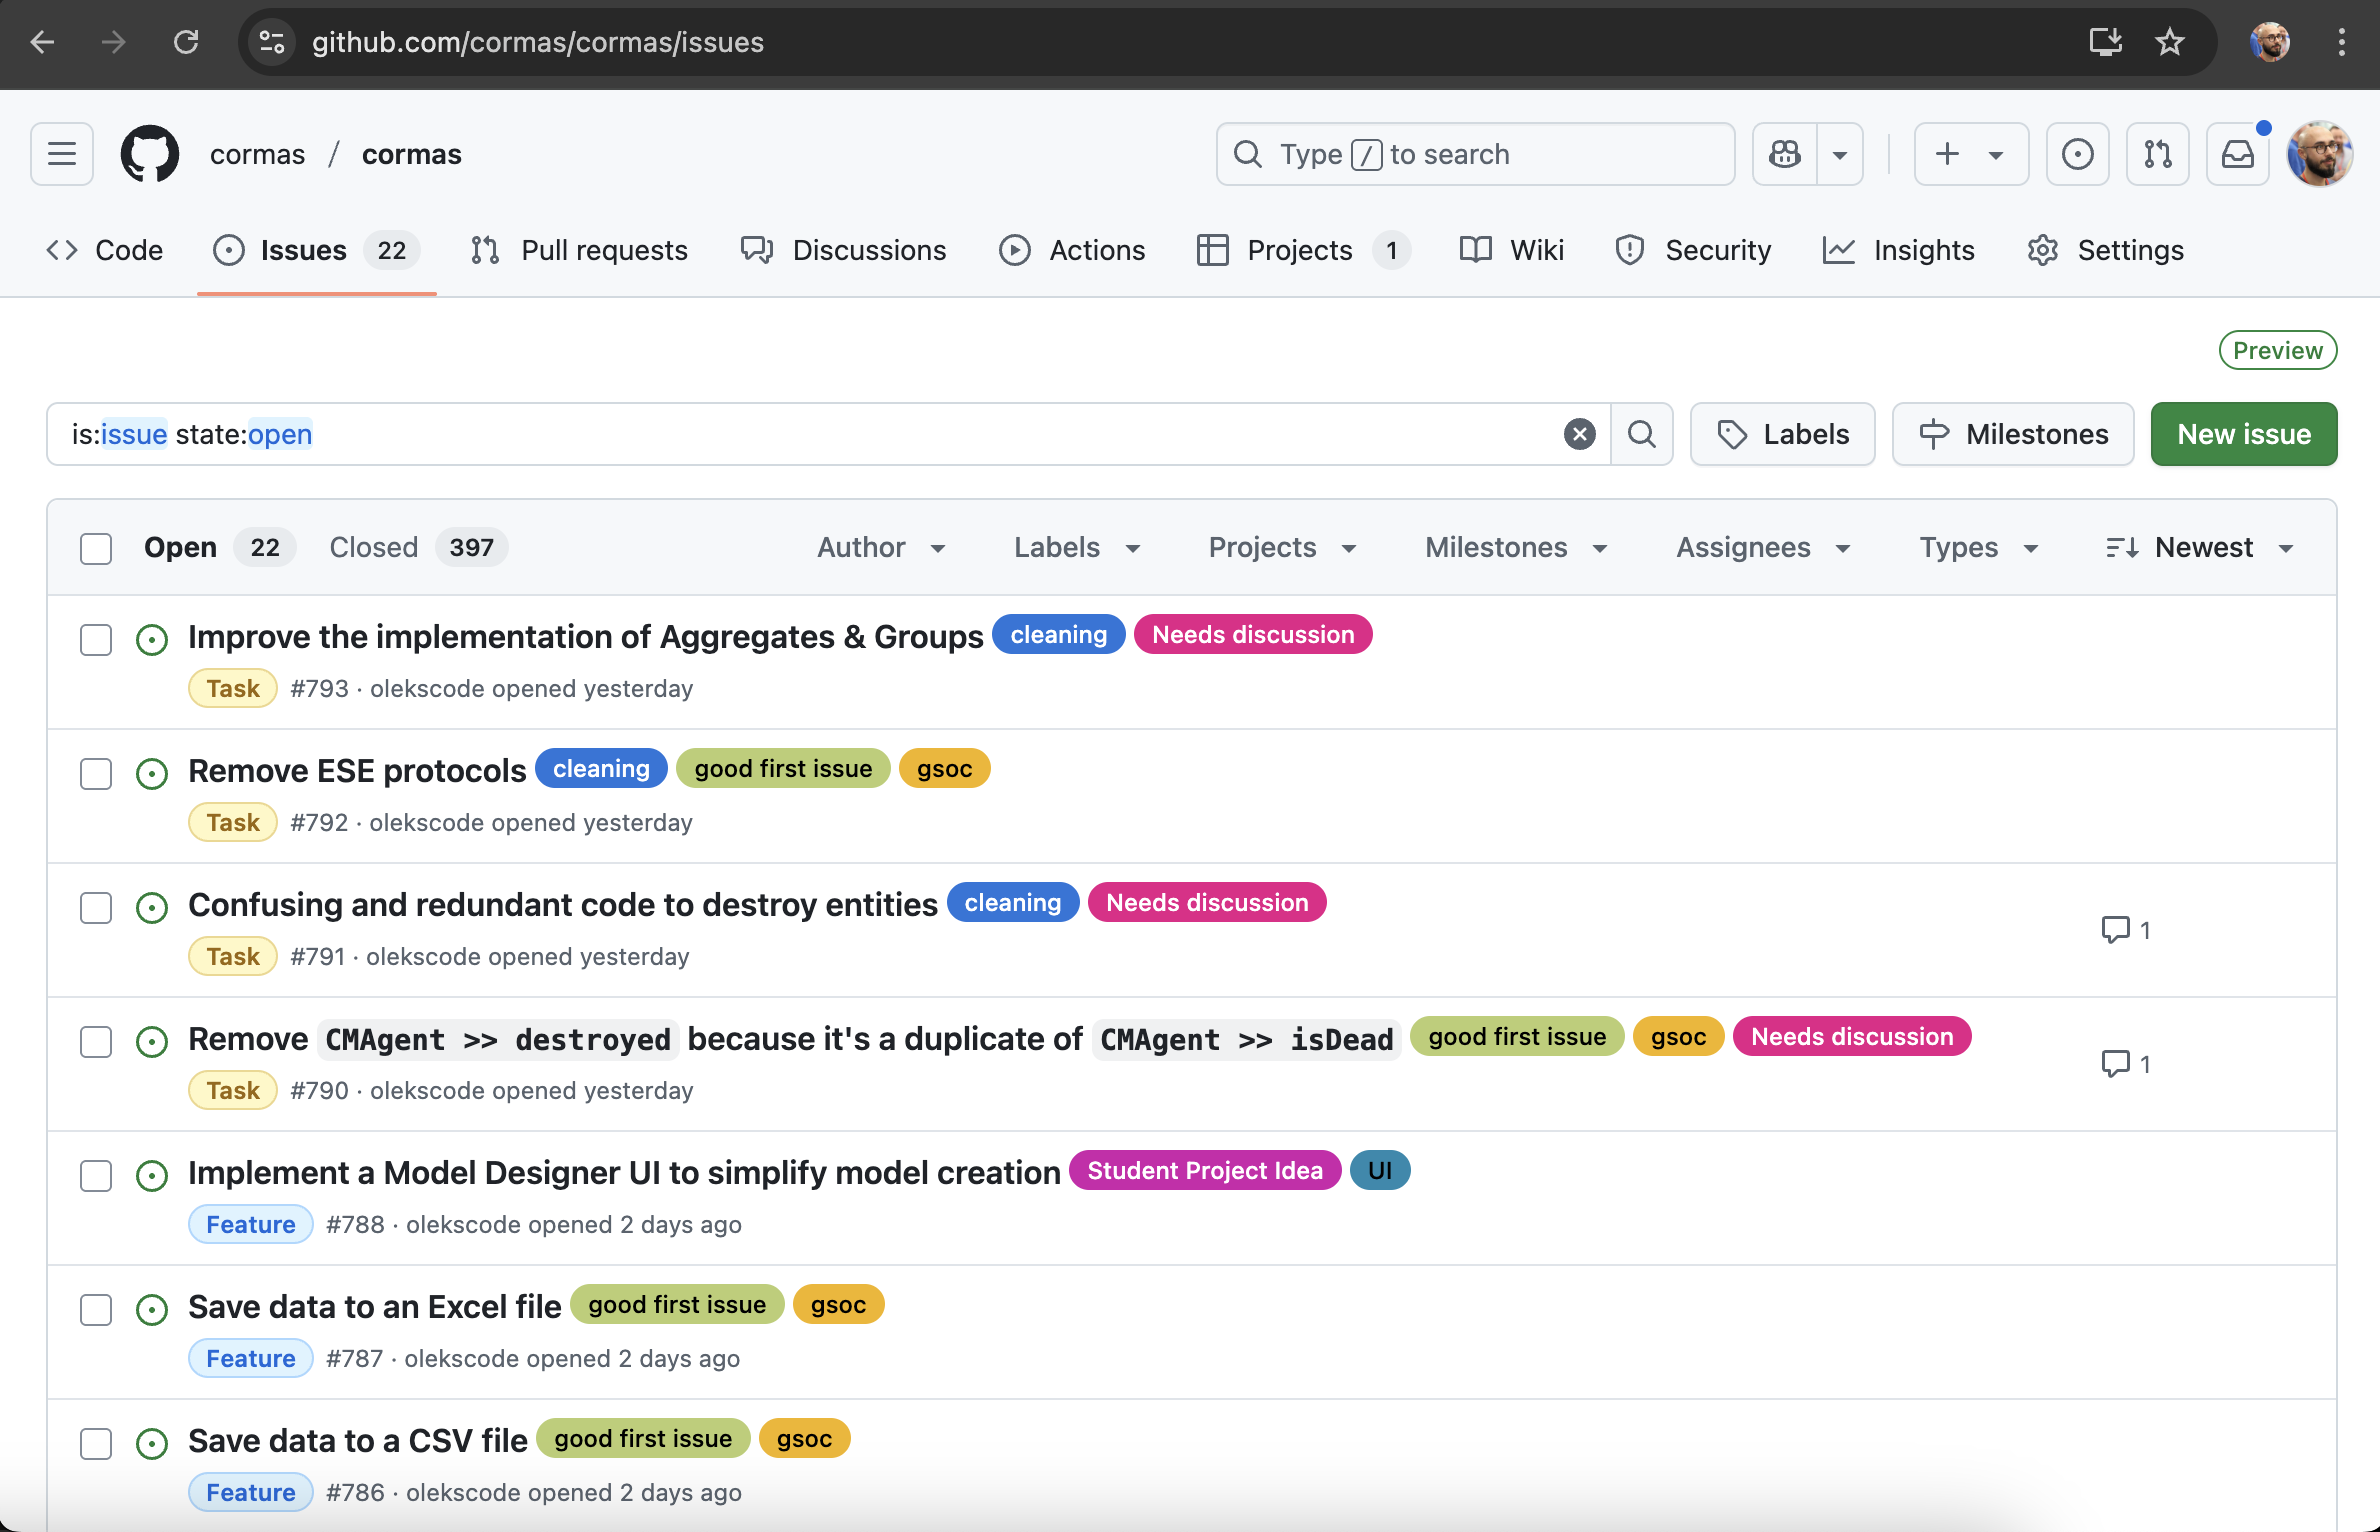 github.com/cormas/cormas/issues
cormas / cormas
Type / to search
Code
Issues 22
Pull requests
Discussions
Actions
Projects 1
Wiki
Security
Insights
Settings
Preview
is:issue state:open
Labels
Milestones
New issue
Open 22 Closed 397 Author Labels Projects Milestones Assignees Types Newest
Improve the implementation of Aggregates & Groups cleaning Needs discussion
Task #793 · olekscode opened yesterday
Remove ESE protocols cleaning good first issue gsoc
Task #792 · olekscode opened yesterday
Confusing and redundant code to destroy entities cleaning Needs discussion
Task #791 · olekscode opened yesterday
1
Remove CMAgent >> destroyed because it's a duplicate of CMAgent >> isDead good first issue gsoc Needs discussion
Task #790 · olekscode opened yesterday
1
Implement a Model Designer UI to simplify model creation Student Project Idea UI
Feature #788 · olekscode opened 2 days ago
Save data to an Excel file good first issue gsoc
Feature #787 · olekscode opened 2 days ago
Save data to a CSV file good first issue gsoc
Feature #786 · olekscode opened 2 days ago